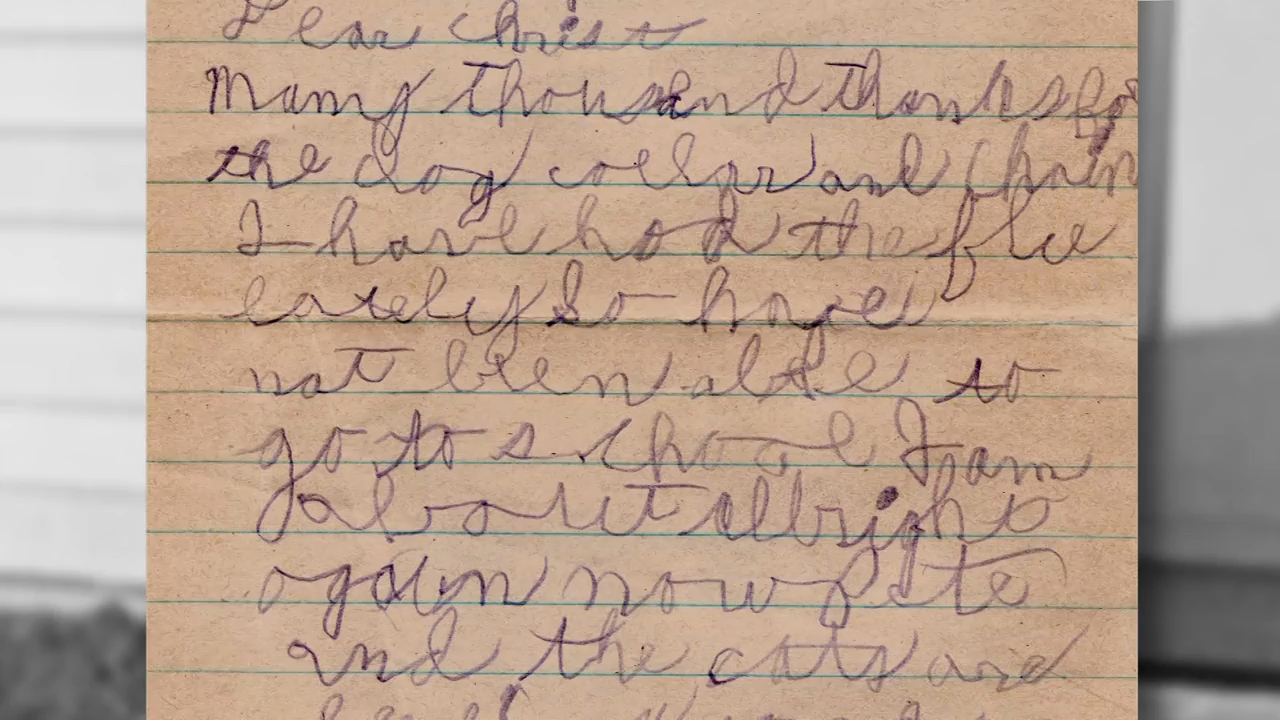 Dear Christ
Many thousand thanks for
the dog coller and chain
I have had the flue
lately so have
not been able to
go to school I am
about allright
again now Pete
and the cats are